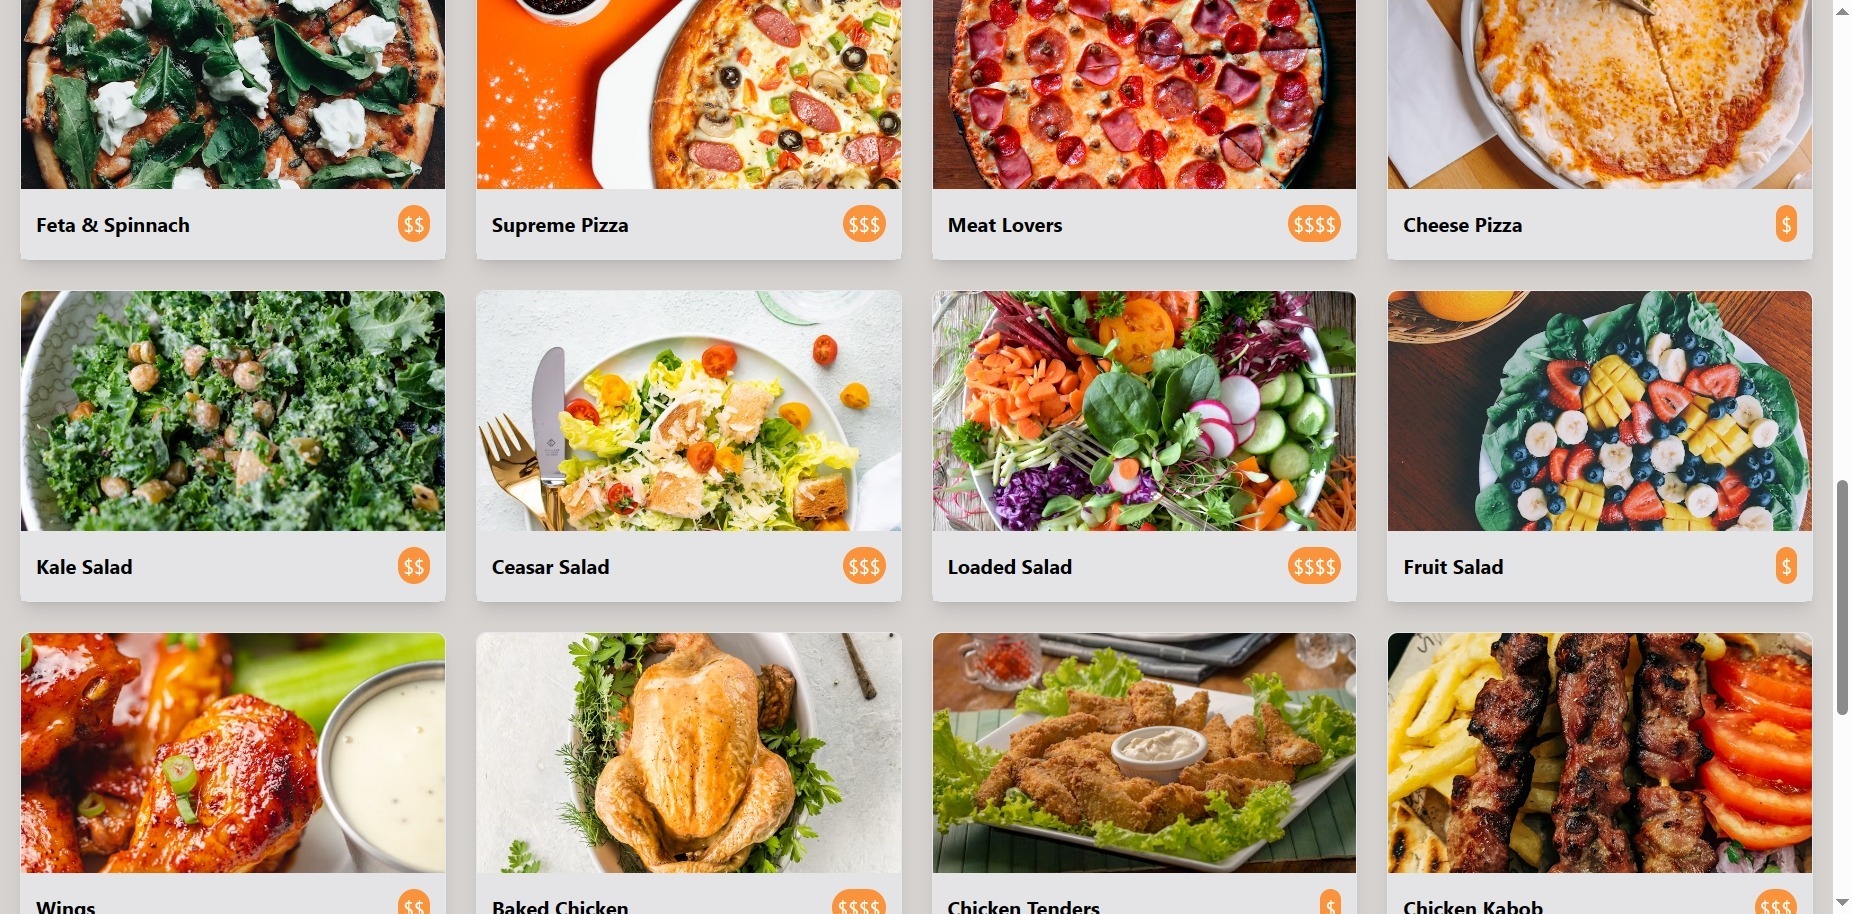 Feta & Spinnach $$
Supreme Pizza $$$
Meat Lovers $$$$
Cheese Pizza $
Kale Salad $$
Ceasar Salad $$$
Loaded Salad $$$$
Fruit Salad $
Wings $$
Baked Chicken $$$$
Chicken Tenders $
Chicken Kabob $$$